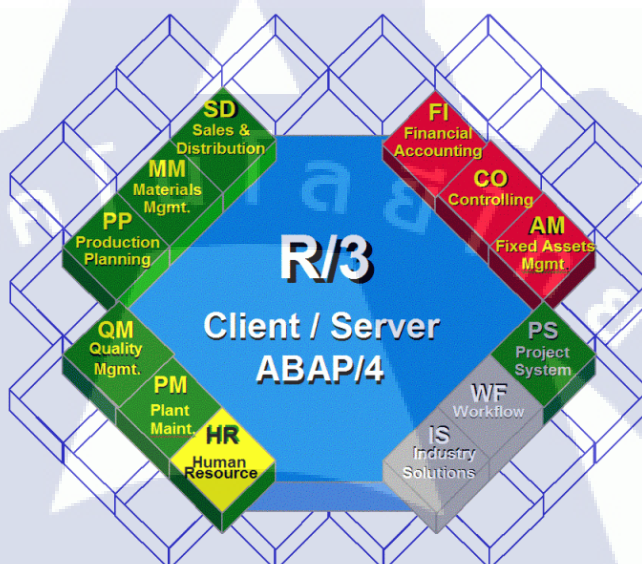 SD
Sales &
Distribution
MM
Materials
Mgmt.
PP
Production
Planning
FI
Financial
Accounting
CO
Controlling
AM
Fixed Assets
Mgmt
R/3
Client / Server
ABAP/4
QM
Quality
Mgmt.
PM
Plant
Maint.
HR
Human
Resource
PS
Project
System
WF
Workflow
IS
Industry
Solutions